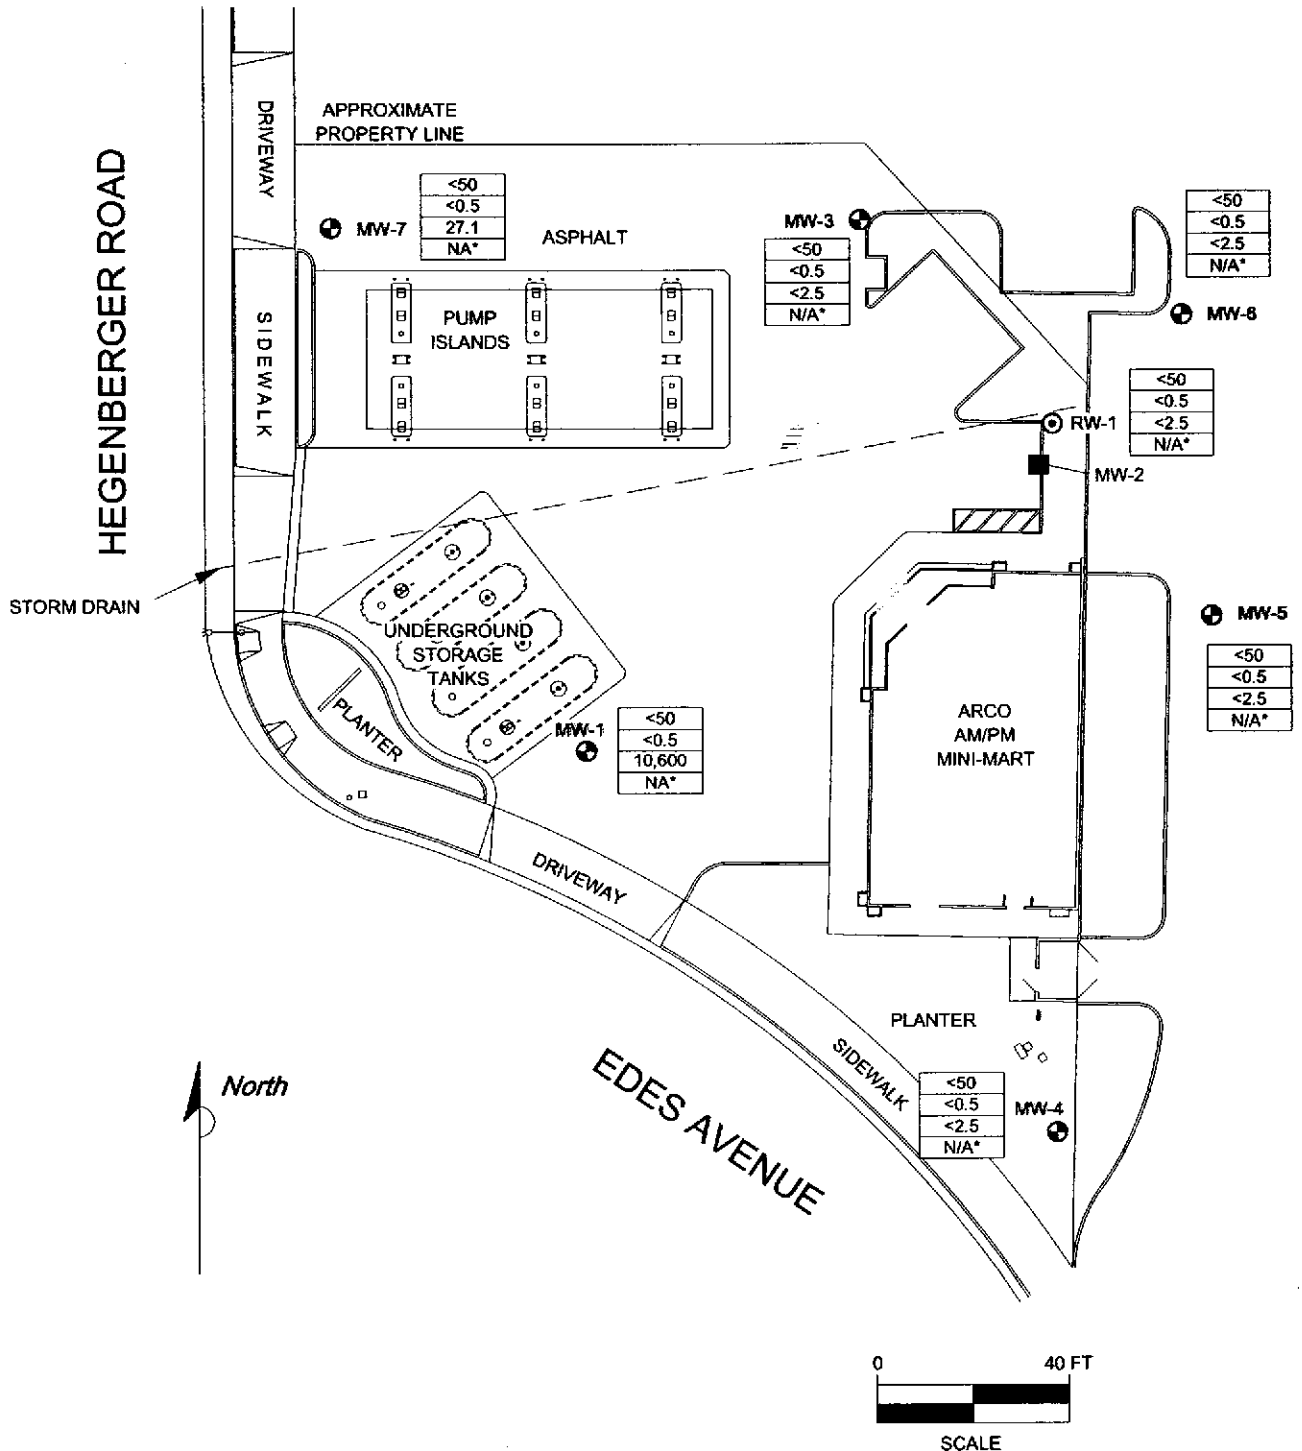 HEGENBERGER ROAD
DRIVEWAY
APPROXIMATE
PROPERTY LINE
MW-7
<50
<0.5
27.1
NA*
ASPHALT
MW-3
<50
<0.5
<2.5
N/A*
<50
<0.5
<2.5
N/A*
MW-6
SIDEWALK
PUMP
ISLANDS
<50
<0.5
<2.5
N/A*
RW-1
MW-2
STORM DRAIN
UNDERGROUND
STORAGE
TANKS
PLANTER
MW-1
<50
<0.5
10,600
NA*
ARCO
AM/PM
MINI-MART
MW-5
<50
<0.5
<2.5
N/A*
DRIVEWAY
PLANTER
SIDEWALK
EDES AVENUE
<50
<0.5
<2.5
N/A*
MW-4
North
0 40 FT
SCALE